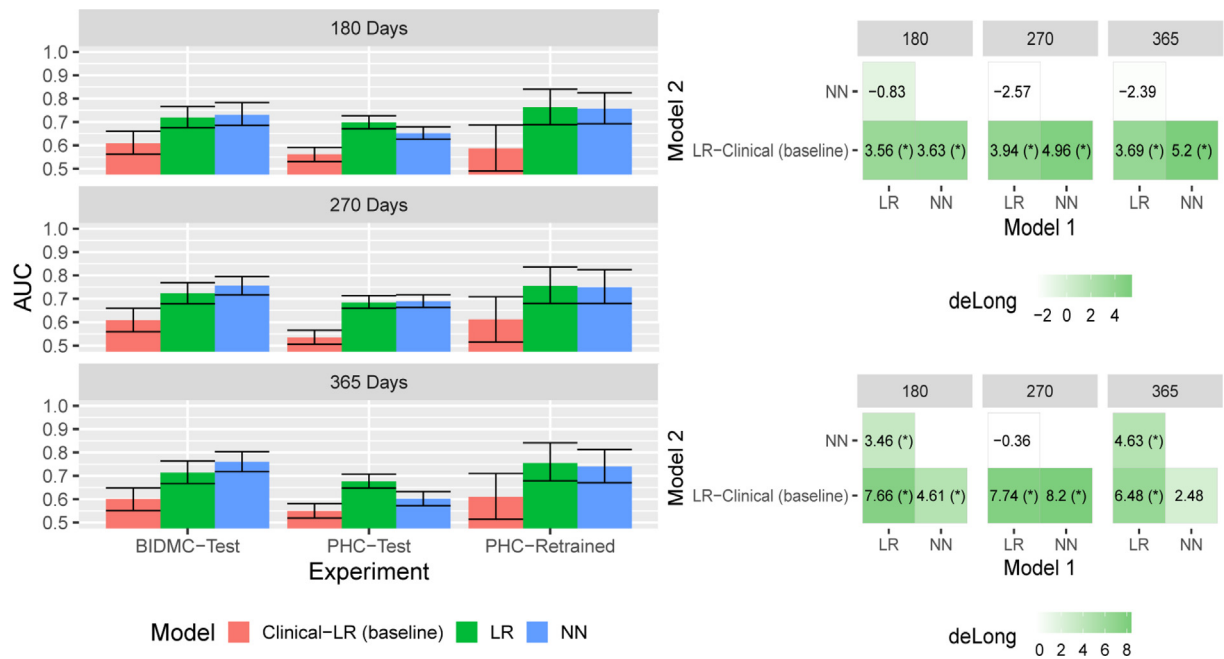 180 Days
1.0
0.9
0.8
0.7
0.6
0.5
270 Days
1.0
0.9
0.8
0.7
0.6
0.5
365 Days
1.0
0.9
0.8
0.7
0.6
0.5
AUC
BIDMC−Test PHC−Test PHC−Retrained
Experiment
Model Clinical−LR (baseline) LR NN
180 270 365
NN −0.83 −2.57 −2.39
LR−Clinical (baseline) 3.56 (*) 3.63 (*) 3.94 (*) 4.96 (*) 3.69 (*) 5.2 (*)
LR NN LR NN LR NN
Model 2
Model 1
deLong
−2 0 2 4
180 270 365
NN 3.46 (*) −0.36 4.63 (*)
LR−Clinical (baseline) 7.66 (*) 4.61 (*) 7.74 (*) 8.2 (*) 6.48 (*) 2.48
LR NN LR NN LR NN
Model 2
Model 1
deLong
0 2 4 6 8